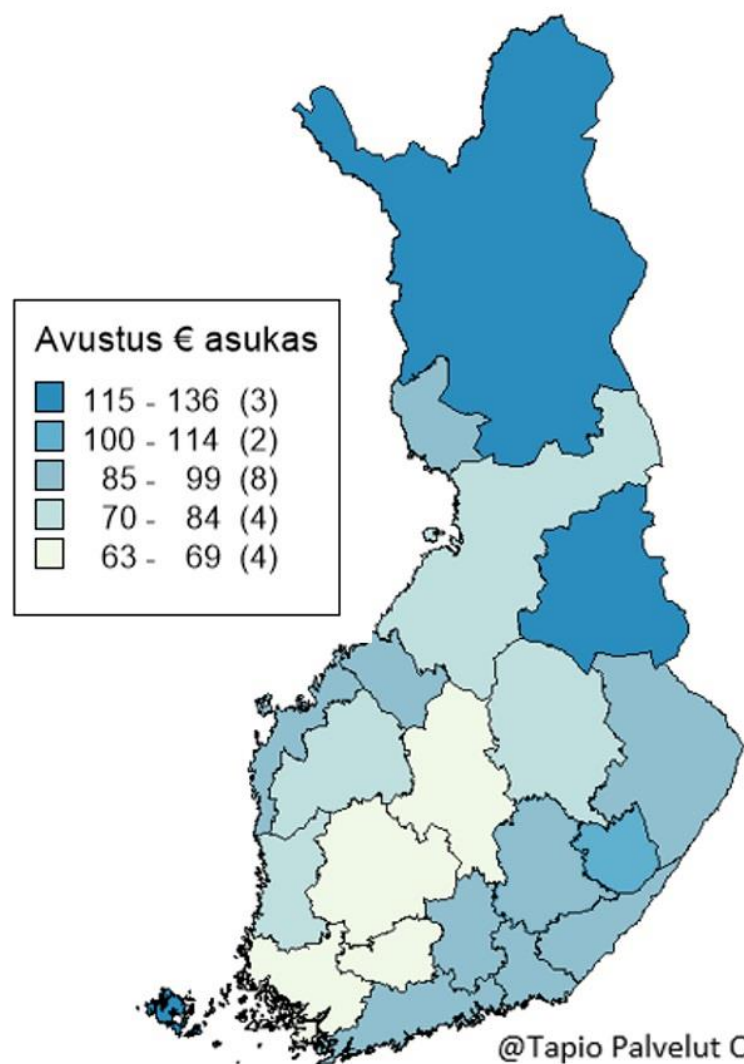 Avustus € asukas
115 - 136 (3)
100 - 114 (2)
85 - 99 (8)
70 - 84 (4)
63 - 69 (4)
@Tapio Palvelut